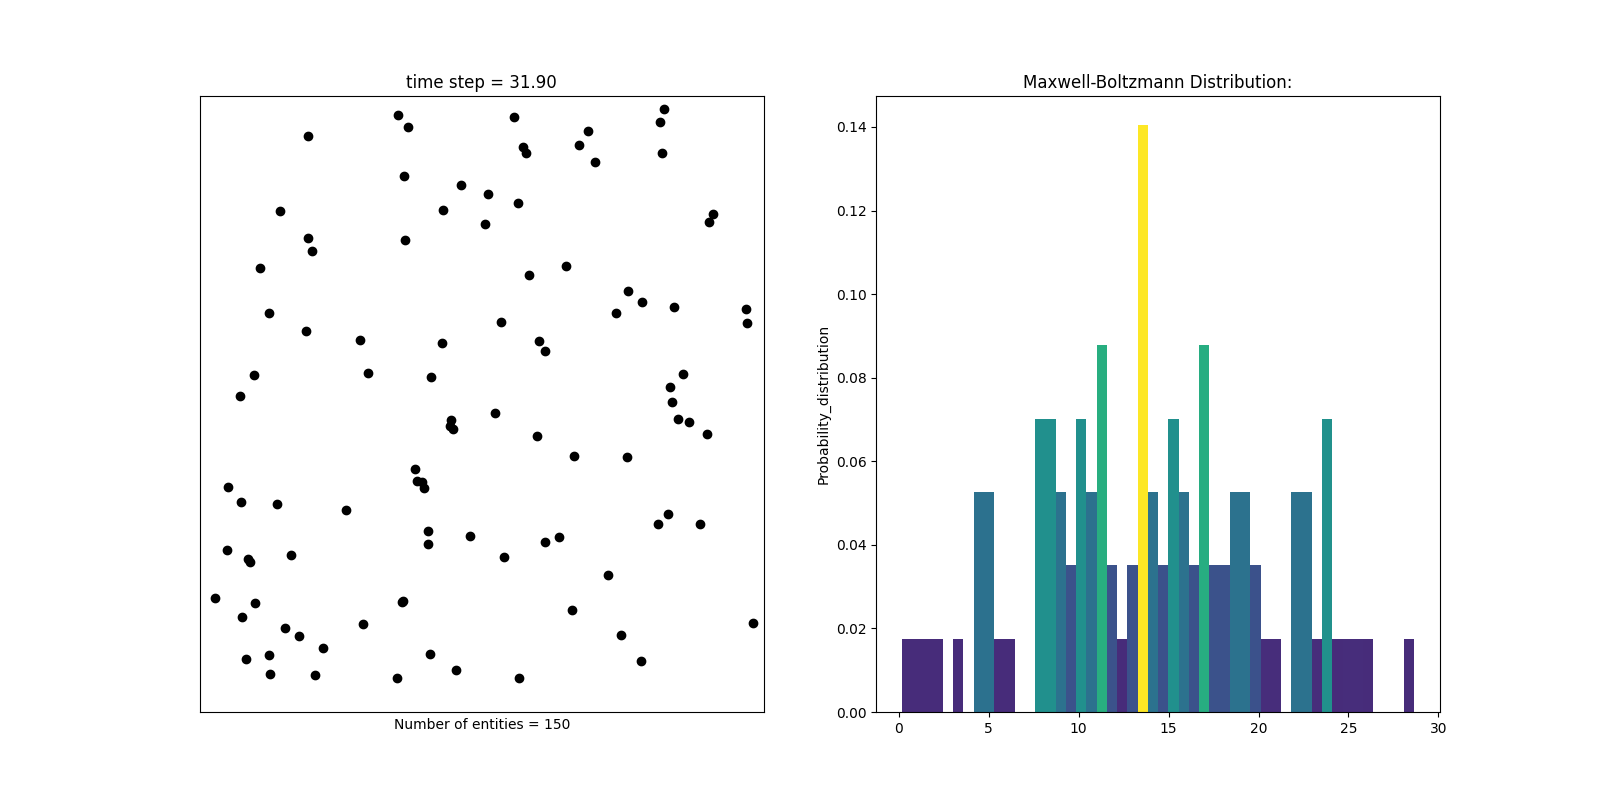 time step = 31.90
Number of entities = 150
Maxwell-Boltzmann Distribution:
Probability_distribution
0.14
0.12
0.10
0.08
0.06
0.04
0.02
0.00
0 5 10 15 20 25 30